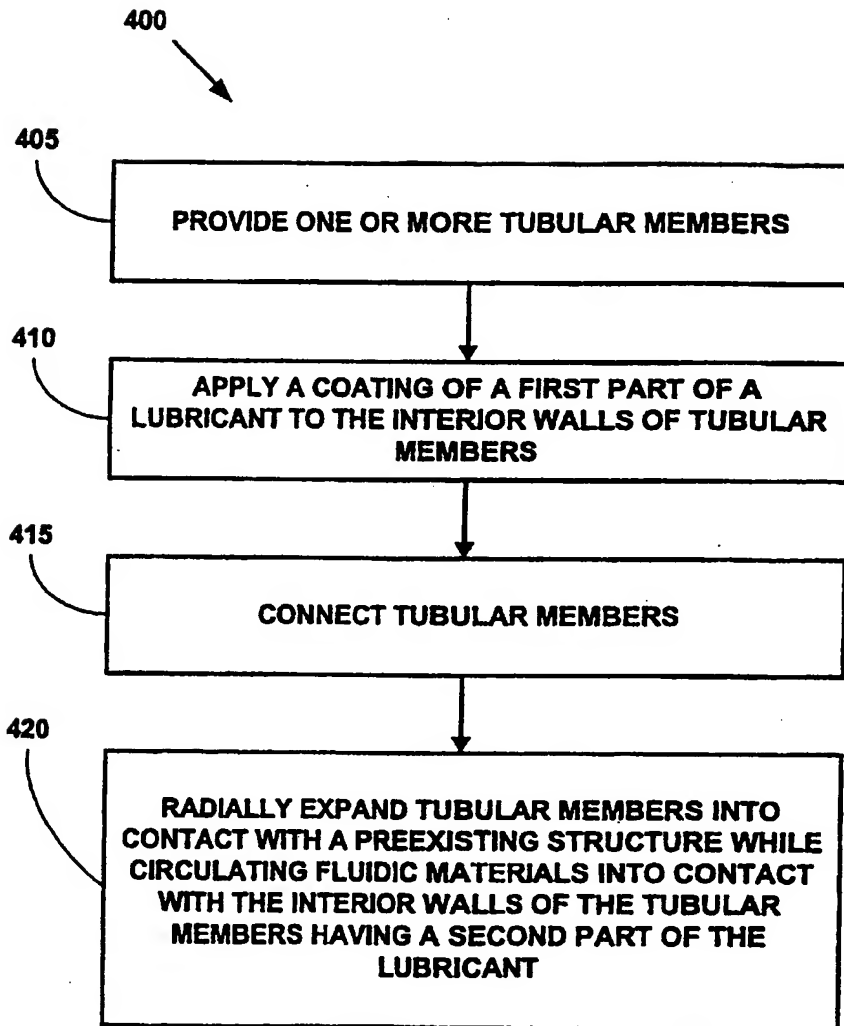 400
405
PROVIDE ONE OR MORE TUBULAR MEMBERS
410
APPLY A COATING OF A FIRST PART OF A
LUBRICANT TO THE INTERIOR WALLS OF TUBULAR
MEMBERS
415
CONNECT TUBULAR MEMBERS
420
RADIALLY EXPAND TUBULAR MEMBERS INTO
CONTACT WITH A PREEXISTING STRUCTURE WHILE
CIRCULATING FLUIDIC MATERIALS INTO CONTACT
WITH THE INTERIOR WALLS OF THE TUBULAR
MEMBERS HAVING A SECOND PART OF THE
LUBRICANT